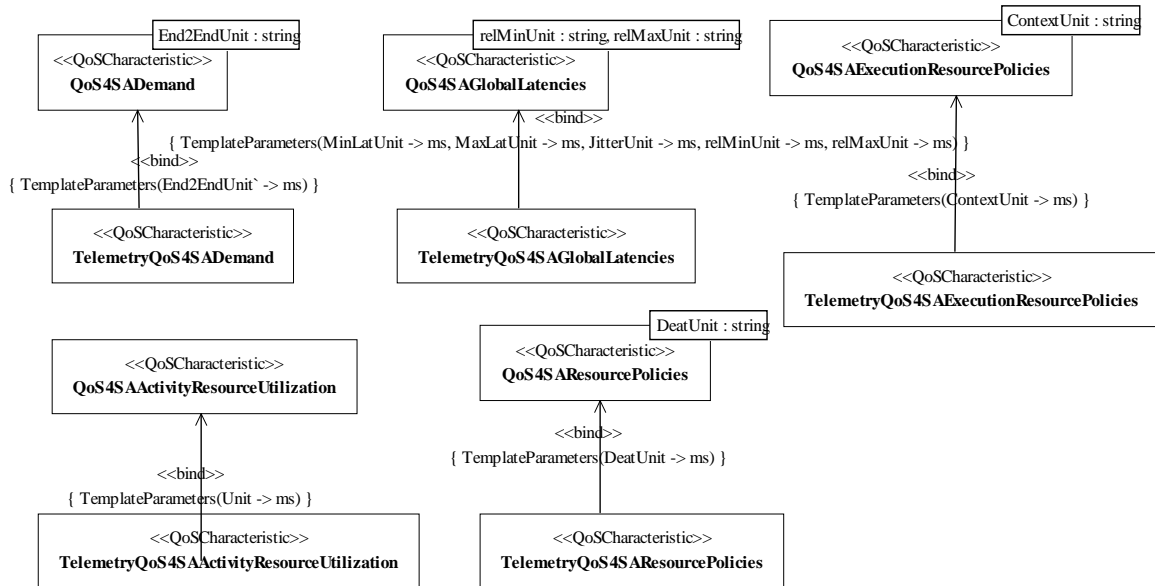 End2EndUnit : string
<<QoSCharacteristic>>
QoS4SADemand
relMinUnit : string, relMaxUnit : string
<<QoSCharacteristic>>
QoS4SAGlobalLatencies
ContextUnit : string
<<QoSCharacteristic>>
QoS4SAExecutionResourcePolicies
<<bind>>
{ TemplateParameters(MinLatUnit -> ms, MaxLatUnit -> ms, JitterUnit -> ms, relMinUnit -> ms, relMaxUnit -> ms) }
<<bind>>
{ TemplateParameters(End2EndUnit` -> ms) }
<<bind>>
{ TemplateParameters(ContextUnit -> ms) }
<<QoSCharacteristic>>
TelemetryQoS4SADemand
<<QoSCharacteristic>>
TelemetryQoS4SAGlobalLatencies
<<QoSCharacteristic>>
TelemetryQoS4SAExecutionResourcePolicies
<<QoSCharacteristic>>
QoS4SAActivityResourceUtilization
DeatUnit : string
<<QoSCharacteristic>>
QoS4SAResourcePolicies
<<bind>>
{ TemplateParameters(Unit -> ms) }
<<bind>>
{ TemplateParameters(DeatUnit -> ms) }
<<QoSCharacteristic>>
TelemetryQoS4SAActivityResourceUtilization
<<QoSCharacteristic>>
TelemetryQoS4SAResourcePolicies